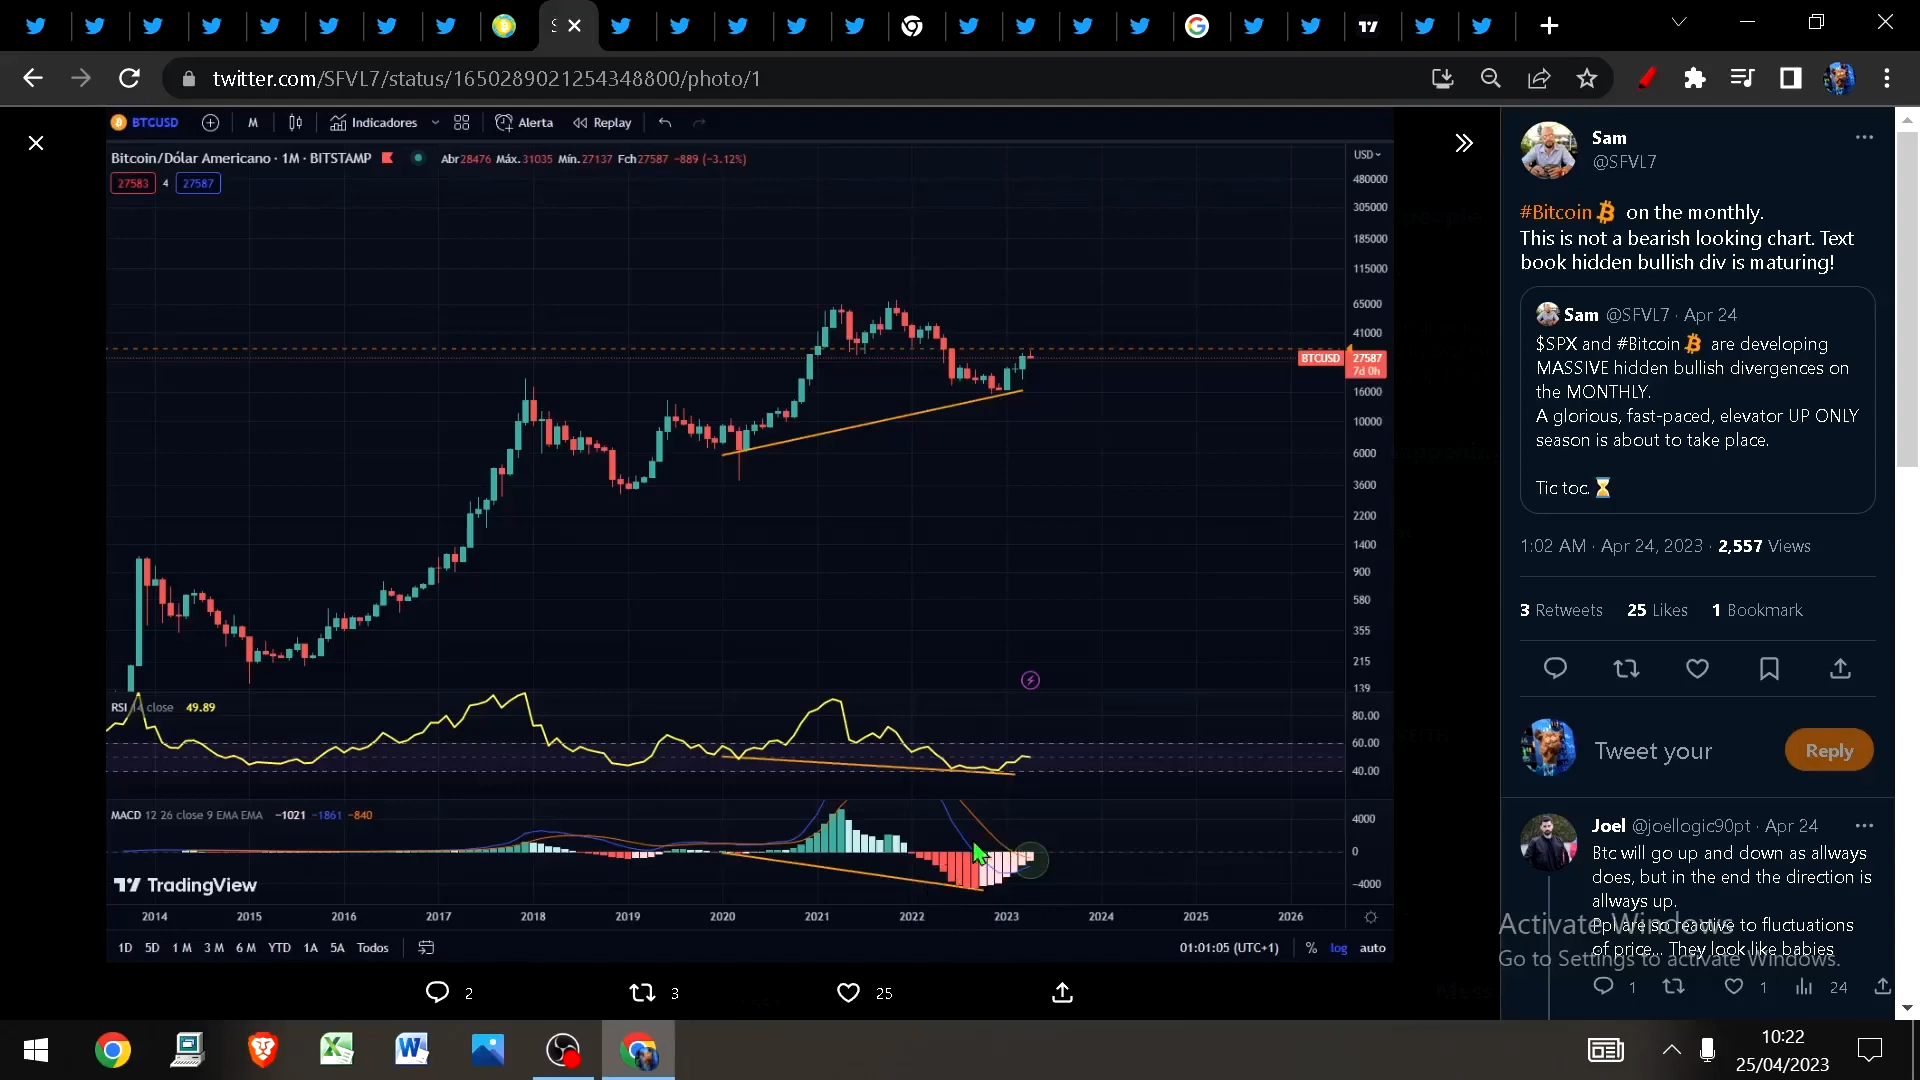 twitter.com/SFVL7/status/1650289021254348800/photo/1
BTCUSD
M
Indicadores
Alerta
Replay
Bitcoin/Dólar Americano · 1M · BITSTAMP
Abr28476 Máx.31035 Mín.27137 Fch27587 −889 (−3.12%)
27583 4 27587
USD
480000
305000
185000
115000
65000
41000
BTCUSD 27587
7d 0h
16000
10000
6000
3600
2200
1400
900
580
355
215
139
RSI 14 close 49.89
80.00
60.00
40.00
MACD 12 26 close 9 EMA EMA −1021 −1861 −840
4000
0
−4000
TradingView
2014 2015 2016 2017 2018 2019 2020 2021 2022 2023 2024 2025 2026
1D 5D 1M 3M 6M YTD 1A 5A Todos
01:01:05 (UTC+1) % log auto
2 3 25
Sam
@SFVL7
#Bitcoin on the monthly.
This is not a bearish looking chart. Text
book hidden bullish div is maturing!
Sam @SFVL7 · Apr 24
$SPX and #Bitcoin are developing
MASSIVE hidden bullish divergences on
the MONTHLY.
A glorious, fast-paced, elevator UP ONLY
season is about to take place.
Tic toc.
1:02 AM · Apr 24, 2023 · 2,557 Views
3 Retweets 25 Likes 1 Bookmark
Tweet your
Reply
Joel @joellogic90pt · Apr 24
Btc will go up and down as allways
does, but in the end the direction is
allways up.
Ppl are so reactive to fluctuations
of price... They look like babies
Activate Windows
Go to Settings to activate Windows.
1 1 24
10:22
25/04/2023